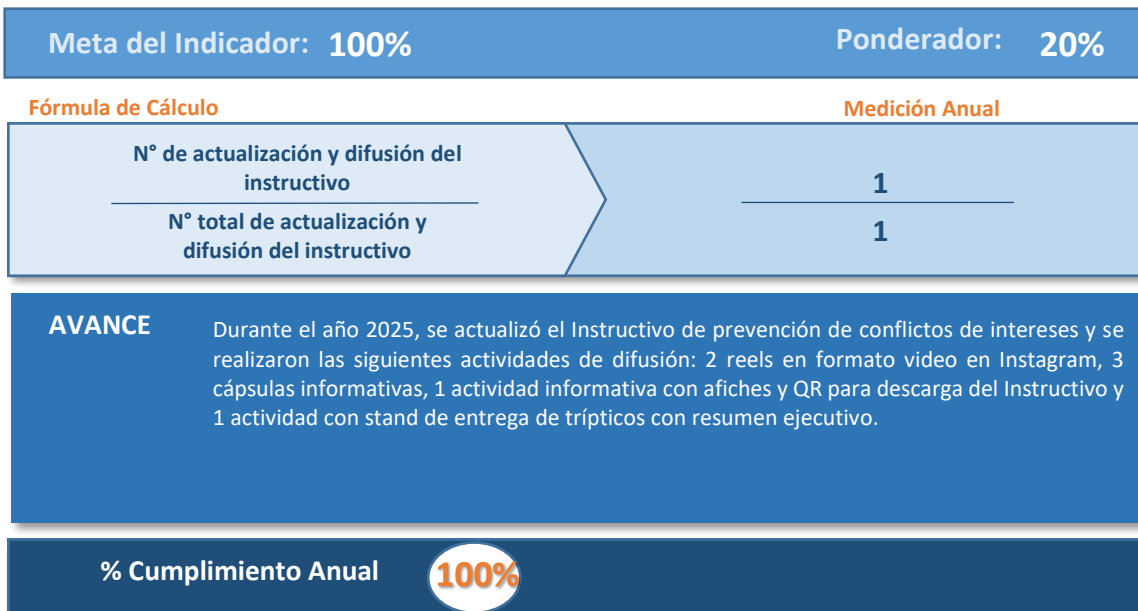 Meta del Indicador: 100%
Ponderador: 20%
Fórmula de Cálculo
Medición Anual
N° de actualización y difusión del
instructivo
N° total de actualización y
difusión del instructivo
1
1
AVANCE
Durante el año 2025, se actualizó el Instructivo de prevención de conflictos de intereses y se
realizaron las siguientes actividades de difusión: 2 reels en formato video en Instagram, 3
cápsulas informativas, 1 actividad informativa con afiches y QR para descarga del Instructivo y
1 actividad con stand de entrega de trípticos con resumen ejecutivo.
% Cumplimiento Anual 100%